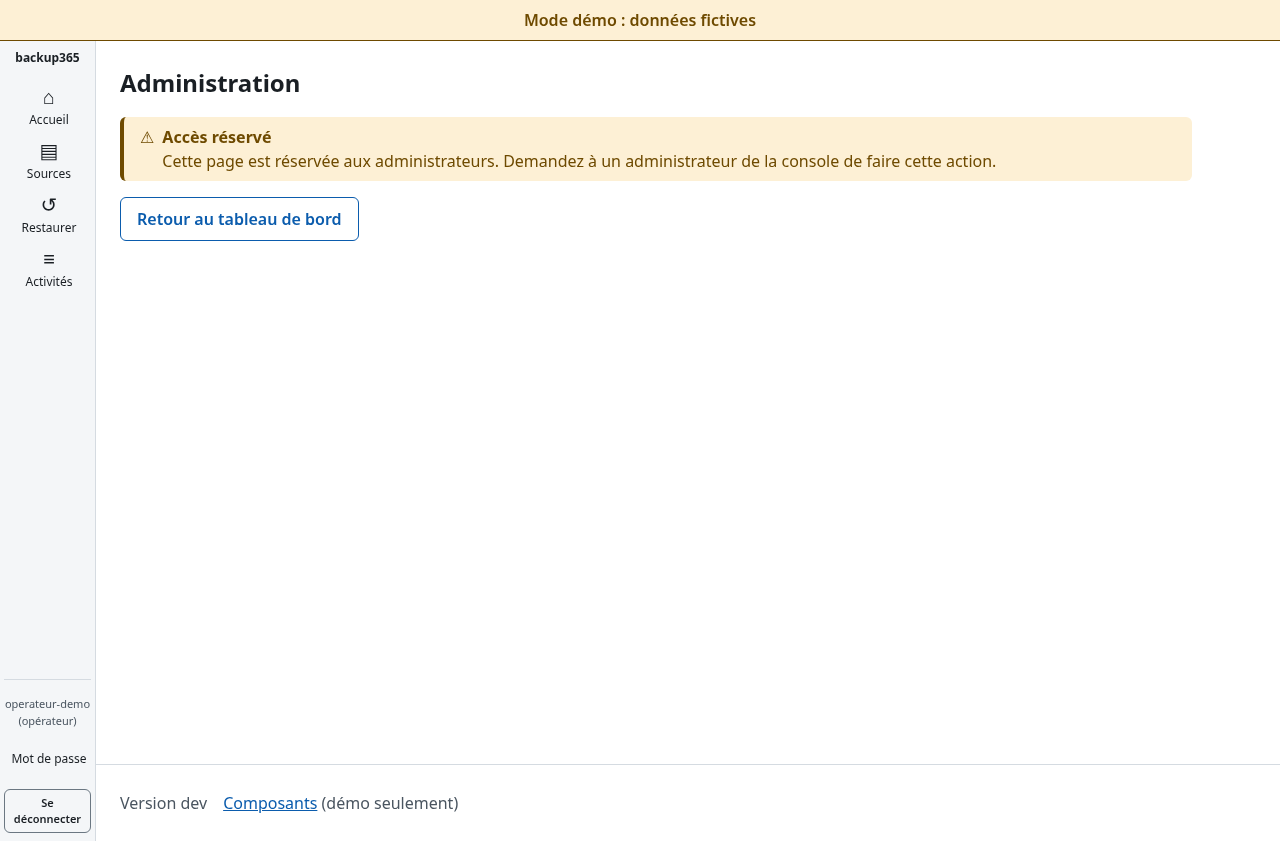 Mode démo : données fictives
backup365
Accueil
Sources
Restaurer
Activités
operateur-demo
(opérateur)
Mot de passe
Se
déconnecter
Administration
⚠ Accès réservé
Cette page est réservée aux administrateurs. Demandez à un administrateur de la console de faire cette action.
Retour au tableau de bord
Version dev Composants (démo seulement)